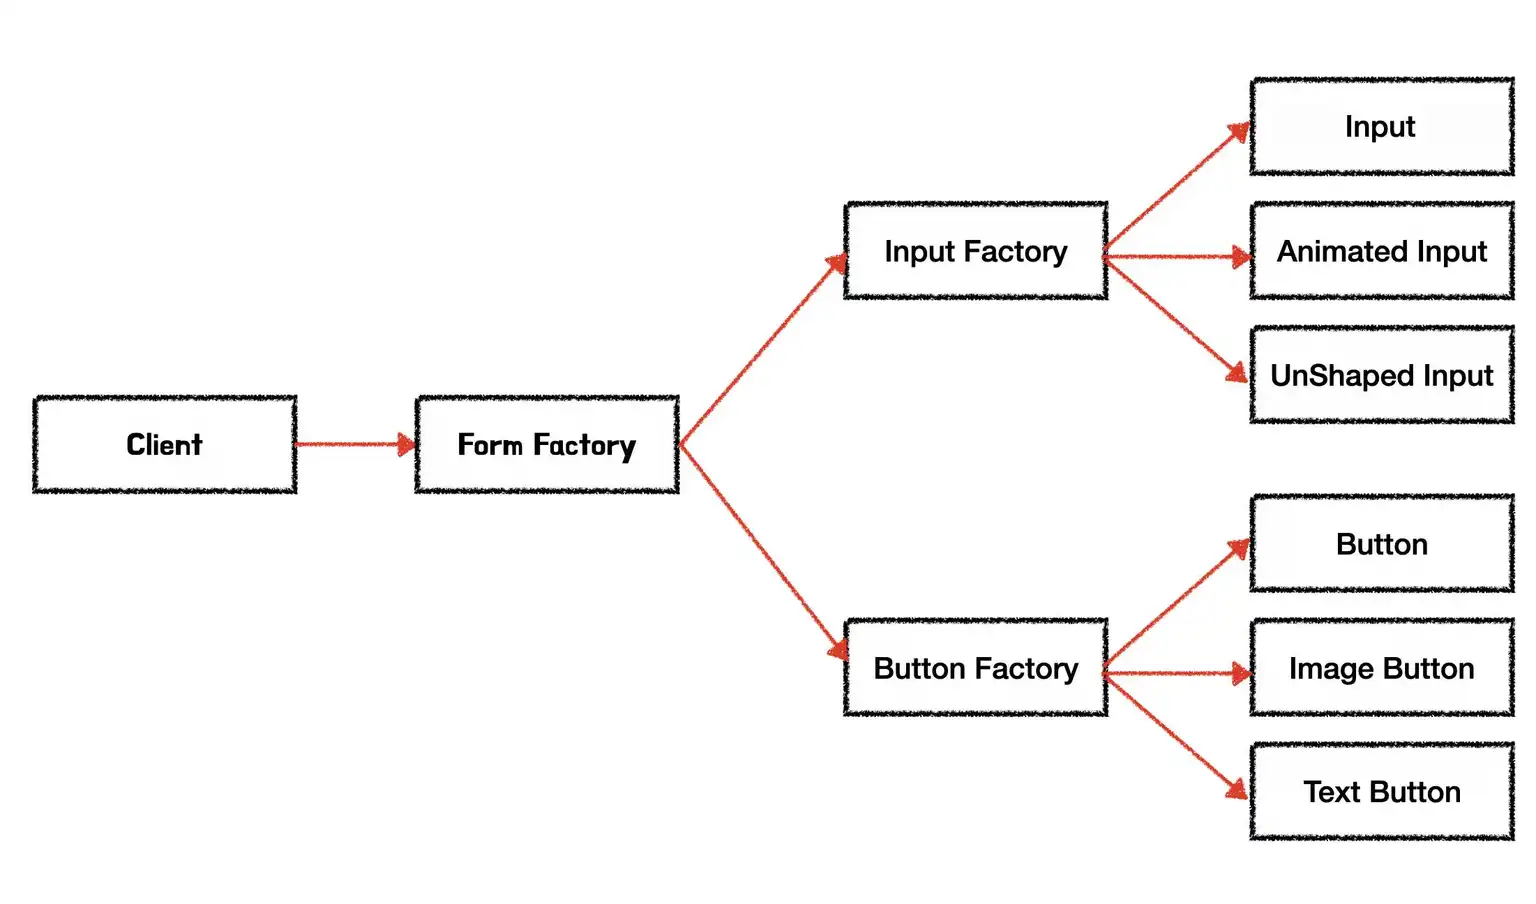 Client
Form Factory
Input Factory
Input
Animated Input
UnShaped Input
Button Factory
Button
Image Button
Text Button